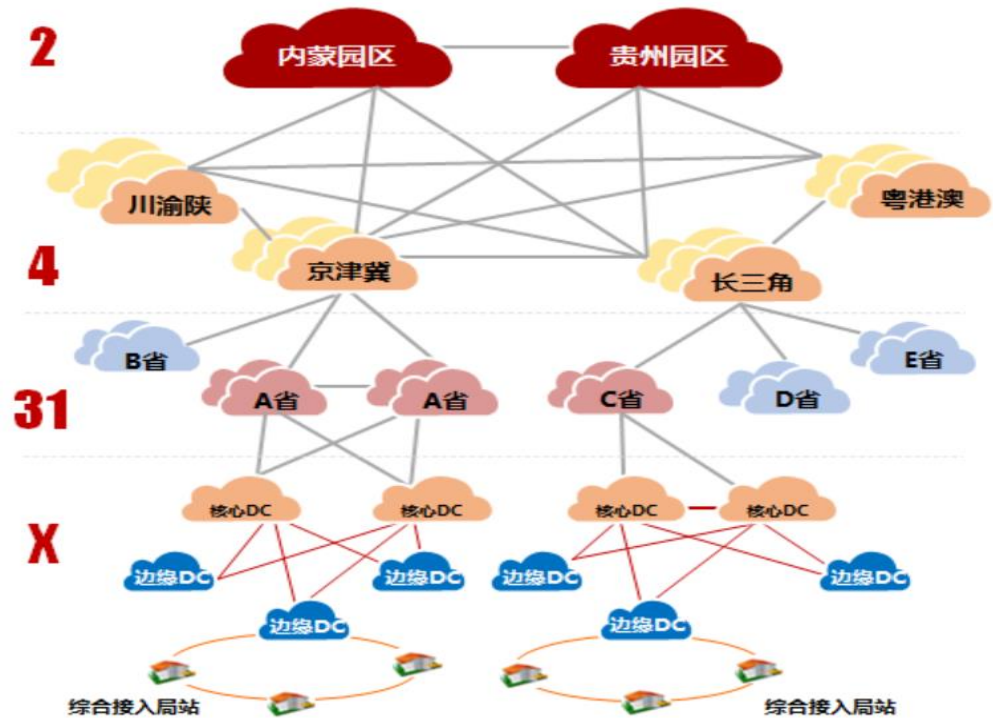 2
内蒙园区
贵州园区
川渝陕
粤港澳
4
京津冀
长三角
B省
E省
31
A省
A省
C省
D省
核心DC
核心DC
核心DC
核心DC
X
边缘DC
边缘DC
边缘DC
边缘DC
边缘DC
边缘DC
综合接入局站
综合接入局站